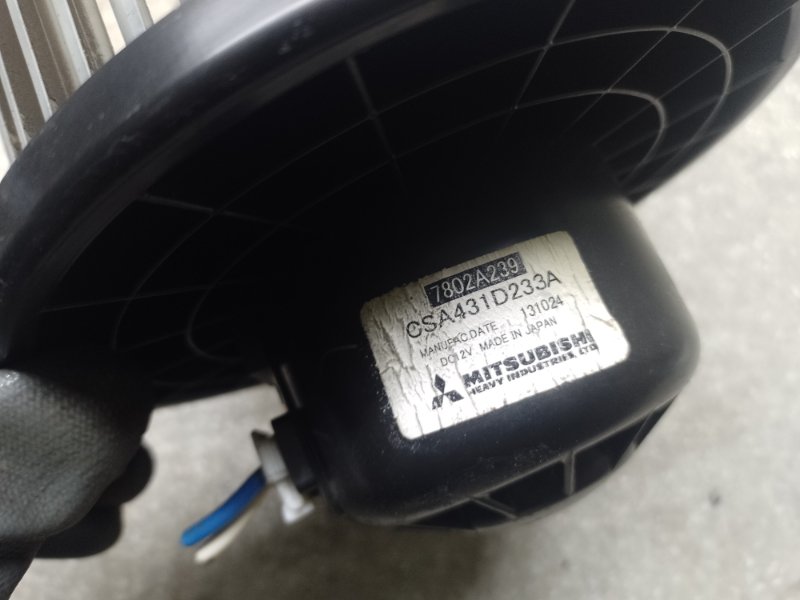 7802A239
CSA431D233A
MANUFAC.DATE 131024
DC12V MADE IN JAPAN
MITSUBISHI
HEAVY INDUSTRIES, LTD.